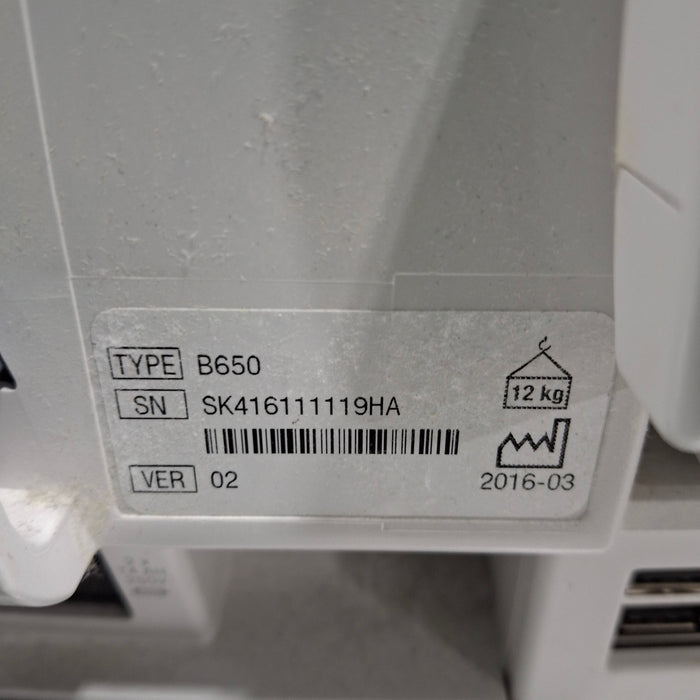 TYPE B650
SN SK416111119HA
VER 02
12 kg
2016-03